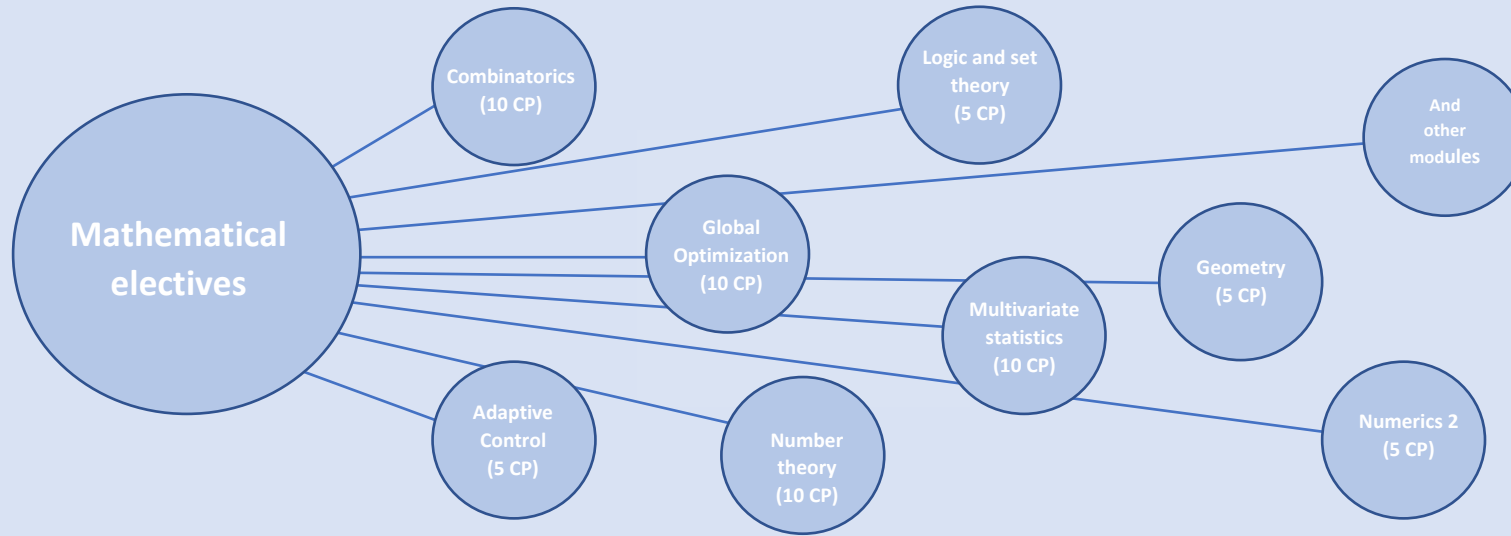 Mathematical
electives
Combinatorics
(10 CP)
Logic and set
theory
(5 CP)
And
other
modules
Global
Optimization
(10 CP)
Geometry
(5 CP)
Multivariate
statistics
(10 CP)
Adaptive
Control
(5 CP)
Number
theory
(10 CP)
Numerics 2
(5 CP)